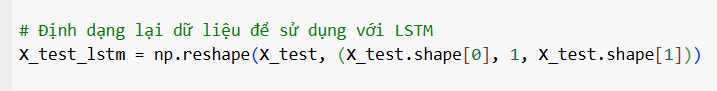 # Định dạng lại dữ liệu để sử dụng với LSTM
X_test_lstm = np.reshape(X_test, (X_test.shape[0], 1, X_test.shape[1]))